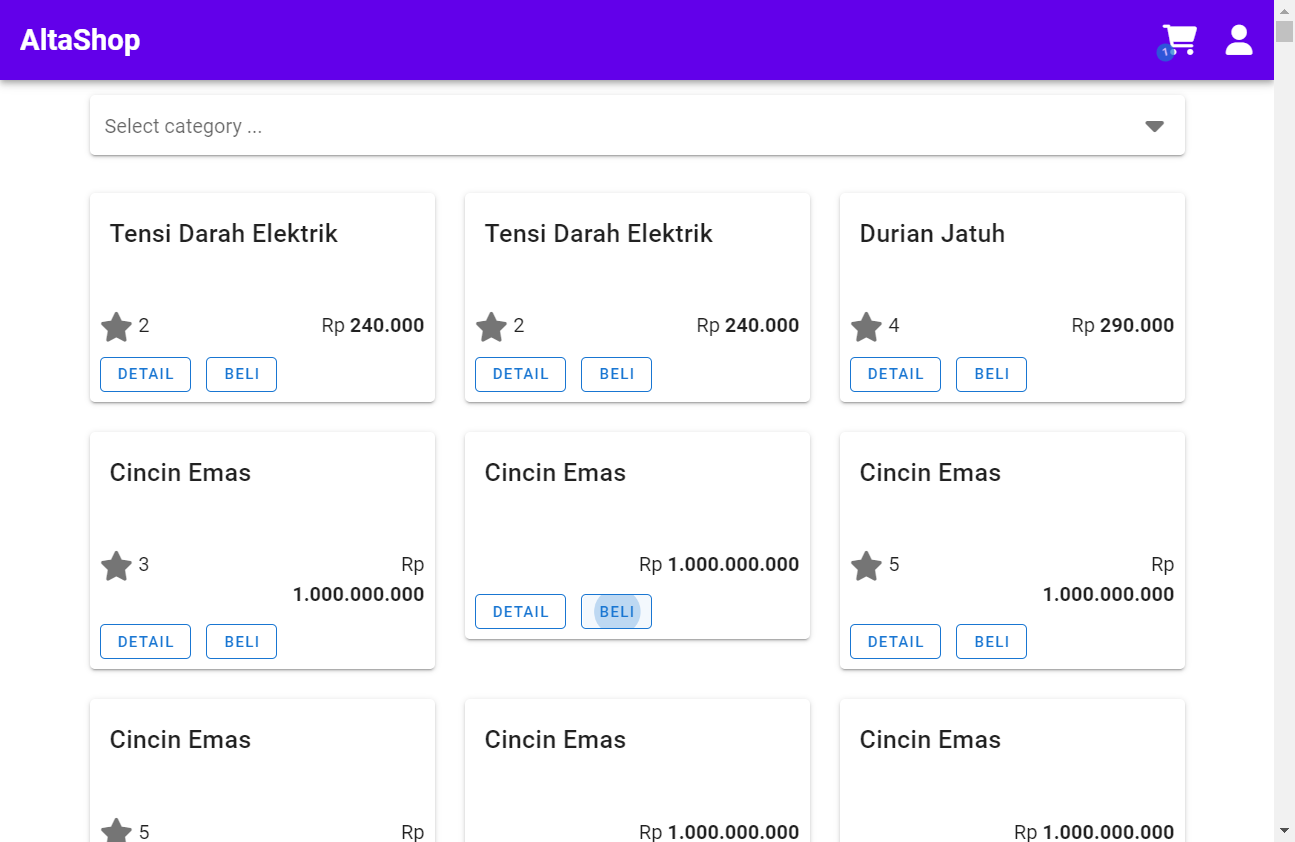 AltaShop
1
Select category ...
Tensi Darah Elektrik
2
Rp 240.000
DETAIL
BELI
Tensi Darah Elektrik
2
Rp 240.000
DETAIL
BELI
Durian Jatuh
4
Rp 290.000
DETAIL
BELI
Cincin Emas
3
Rp
1.000.000.000
DETAIL
BELI
Cincin Emas
Rp 1.000.000.000
DETAIL
BELI
Cincin Emas
5
Rp
1.000.000.000
DETAIL
BELI
Cincin Emas
5
Rp
Cincin Emas
Rp 1.000.000.000
Cincin Emas
Rp 1.000.000.000